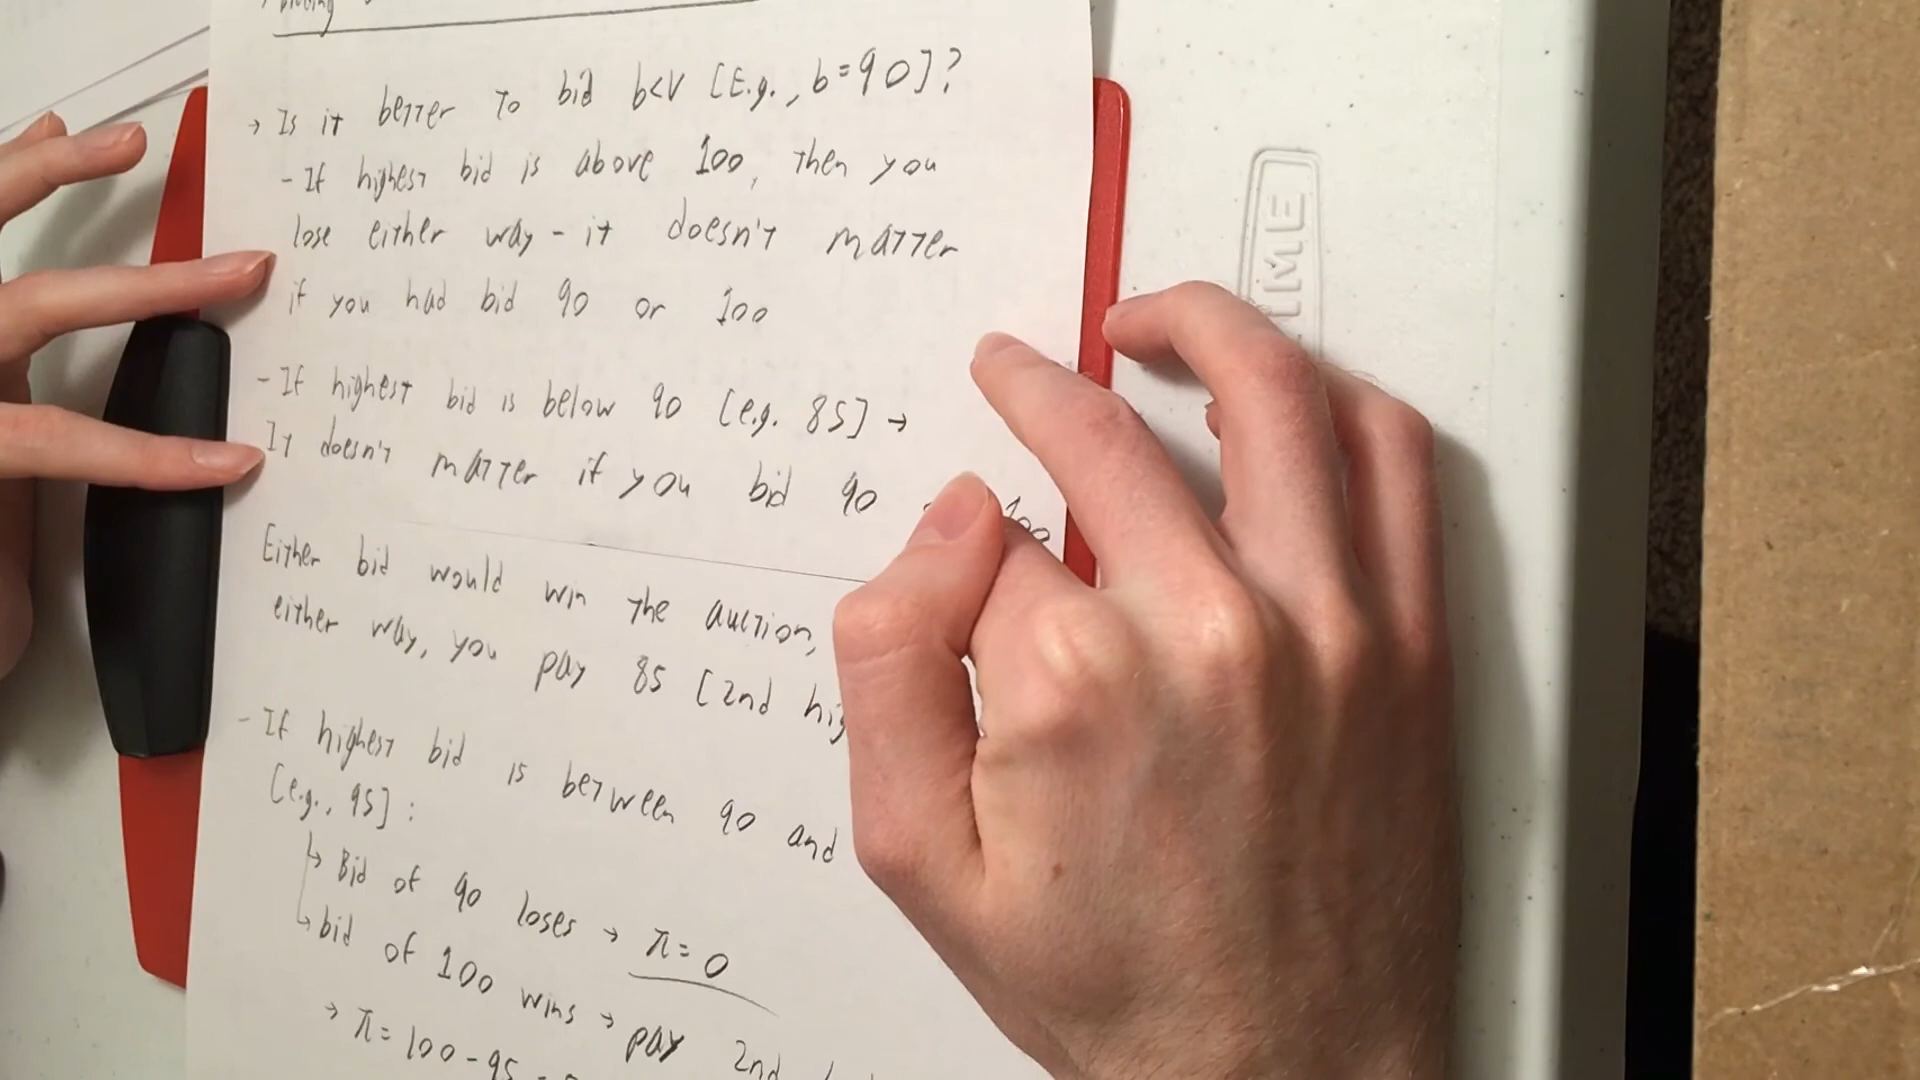 → Is it better to bid b<V [E.g., b=90]?
- If highest bid is above 100, then you
lose either way - it doesn't matter
if you had bid 90 or 100
- If highest bid is below 90 [e.g. 85] →
It doesn't matter if you bid 90 100
Either bid would win the auction,
either way, you pay 85 [2nd
- If highest bid is between 90 and
[e.g., 95]:
↳ Bid of 90 loses → π=0
↳ bid of 100 wins → pay 2nd
→ π= 100-95